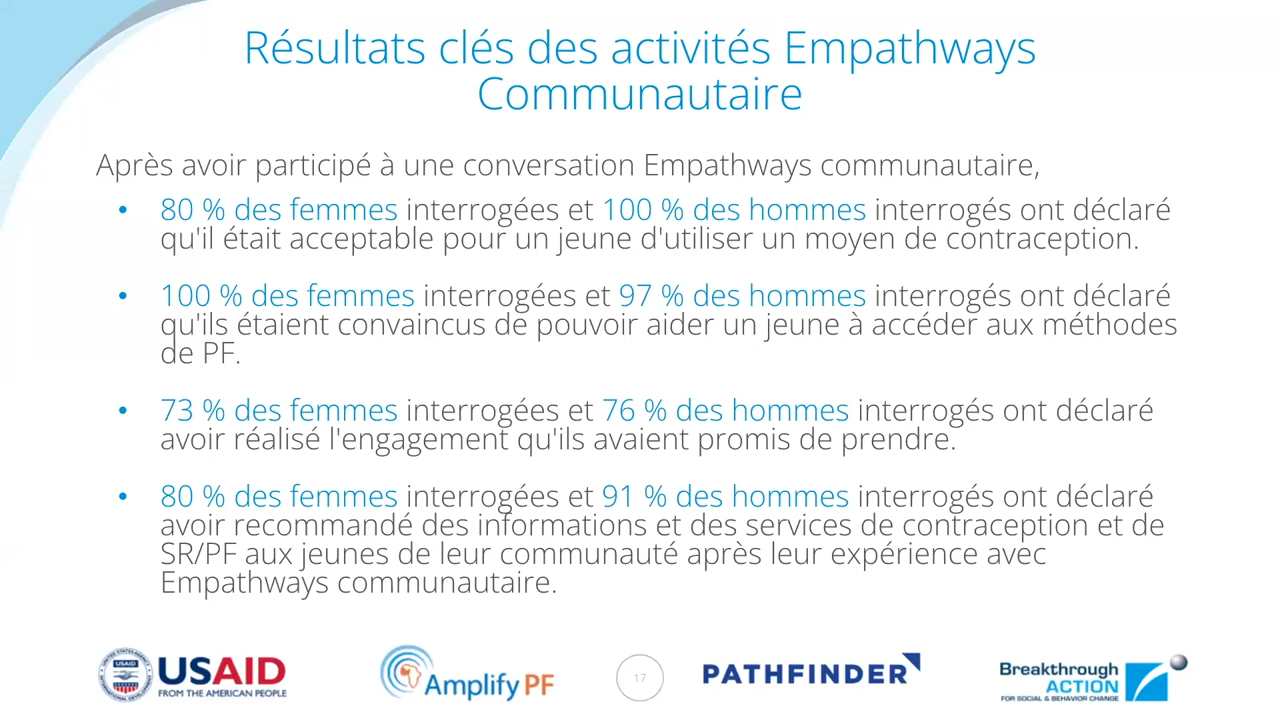 Résultats clés des activités Empathways
Communautaire
Après avoir participé à une conversation Empathways communautaire,
• 80 % des femmes interrogées et 100 % des hommes interrogés ont déclaré
qu'il était acceptable pour un jeune d'utiliser un moyen de contraception.
• 100 % des femmes interrogées et 97 % des hommes interrogés ont déclaré
qu'ils étaient convaincus de pouvoir aider un jeune à accéder aux méthodes
de PF.
• 73 % des femmes interrogées et 76 % des hommes interrogés ont déclaré
avoir réalisé l'engagement qu'ils avaient promis de prendre.
• 80 % des femmes interrogées et 91 % des hommes interrogés ont déclaré
avoir recommandé des informations et des services de contraception et de
SR/PF aux jeunes de leur communauté après leur expérience avec
Empathways communautaire.
USAID
USAID
FROM THE AMERICAN PEOPLE
Amplify PF
17
PATHFINDER
Breakthrough
ACTION
FOR SOCIAL & BEHAVIOR CHANGE